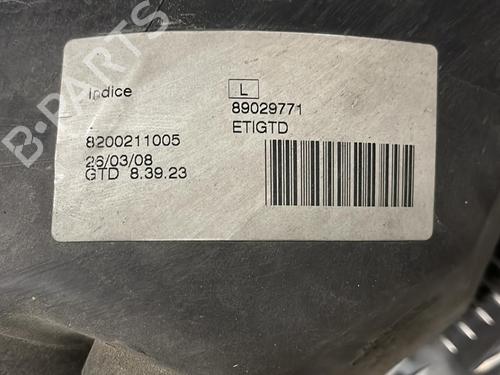 Indice
L
89029771
ETIGTD
8200211005
26/03/08
GTD 8.39.23
B-PARTS